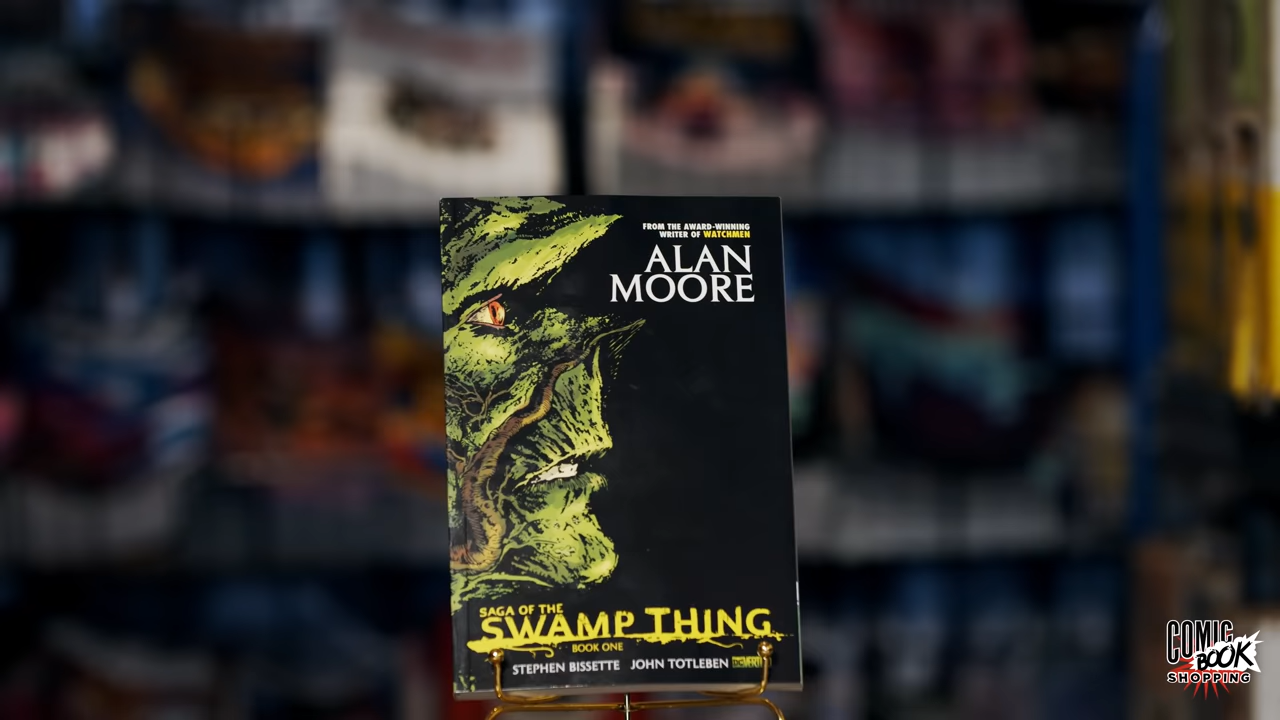 FROM THE AWARD-WINNING
WRITER OF WATCHMEN
ALAN
MOORE
SAGA OF THE
SWAMP THING
BOOK ONE
STEPHEN BISSETTE JOHN TOTLEBEN
COMIC
BOOK
SHOPPING